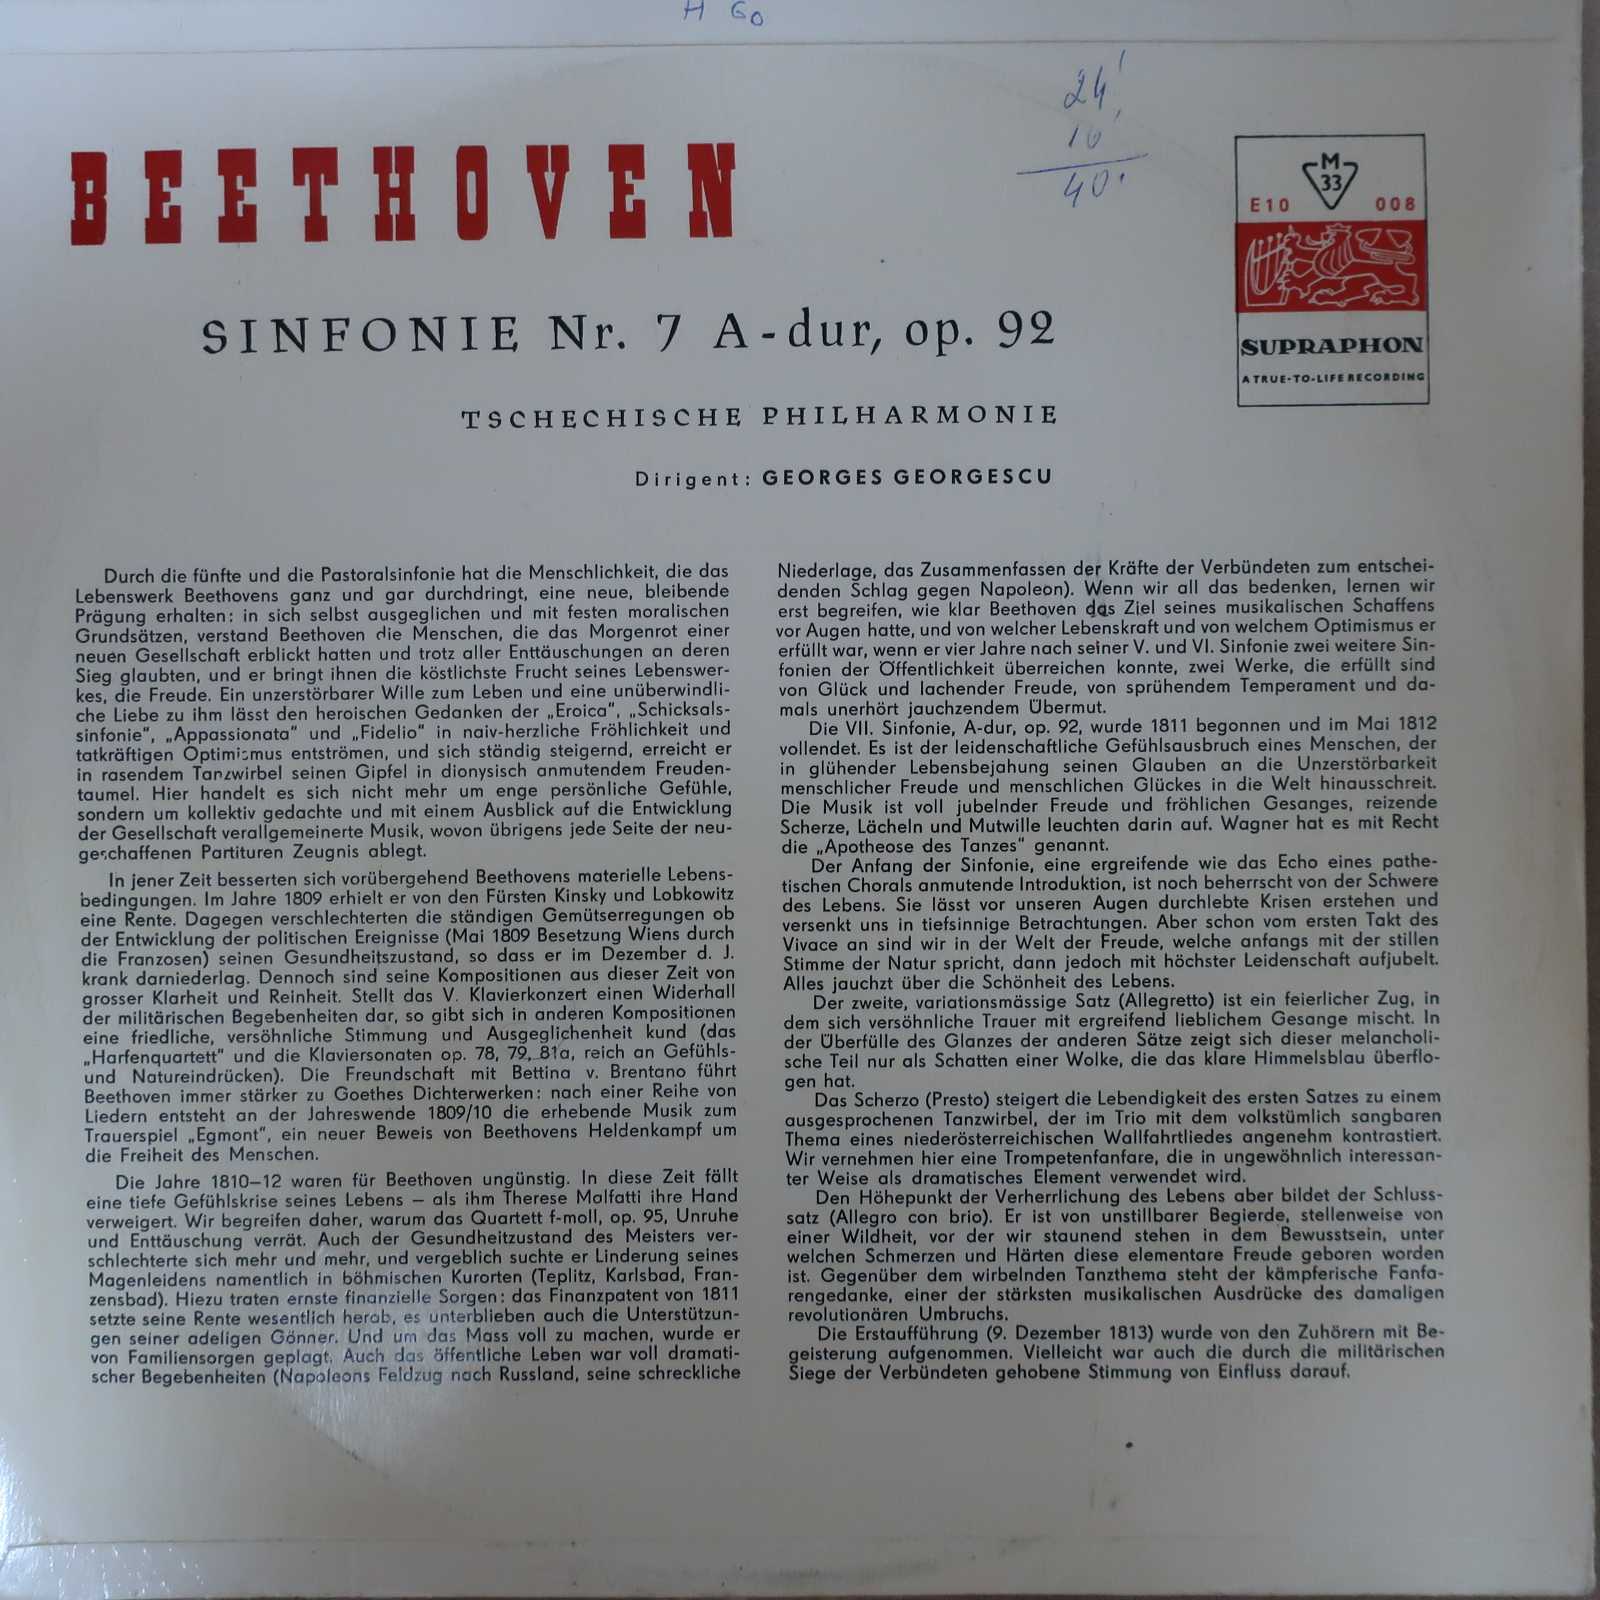 H 60
24
10
40.
BEETHOVEN
SINFONIE Nr. 7 A-dur, op. 92
TSCHECHISCHE PHILHARMONIE
Dirigent: GEORGES GEORGESCU
M
33
E10 008
SUPRAPHON
A TRUE-TO-LIFE RECORDING
Durch die fünfte und die Pastoralsinfonie hat die Menschlichkeit, die das
Lebenswerk Beethovens ganz und gar durchdringt, eine neue, bleibende
Prägung erhalten: in sich selbst ausgeglichen und mit festen moralischen
Grundsätzen, verstand Beethoven die Menschen, die das Morgenrot einer
neuen Gesellschaft erblickt hatten und trotz aller Enttäuschungen an deren
Sieg glaubten, und er bringt ihnen die köstlichste Frucht seines Lebenswer-
kes, die Freude. Ein unzerstörbarer Wille zum Leben und eine unüberwindli-
che Liebe zu ihm lässt den heroischen Gedanken der „Eroica“, „Schicksals-
sinfonie“, „Appassionata“ und „Fidelio“ in naiv-herzliche Fröhlichkeit und
tatkräftigen Optimismus entströmen, und sich ständig steigernd, erreicht er
in rasendem Tanzwirbel seinen Gipfel in dionysisch anmutendem Freuden-
taumel. Hier handelt es sich nicht mehr um enge persönliche Gefühle,
sondern um kollektiv gedachte und mit einem Ausblick auf die Entwicklung
der Gesellschaft verallgemeinerte Musik, wovon übrigens jede Seite der neu-
geschaffenen Partituren Zeugnis ablegt.
In jener Zeit besserten sich vorübergehend Beethovens materielle Lebens-
bedingungen. Im Jahre 1809 erhielt er von den Fürsten Kinsky und Lobkowitz
eine Rente. Dagegen verschlechterten die ständigen Gemütserregungen ob
der Entwicklung der politischen Ereignisse (Mai 1809 Besetzung Wiens durch
die Franzosen) seinen Gesundheitszustand, so dass er im Dezember d. J.
krank darniederlag. Dennoch sind seine Kompositionen aus dieser Zeit von
grosser Klarheit und Reinheit. Stellt das V. Klavierkonzert einen Widerhall
der militärischen Begebenheiten dar, so gibt sich in anderen Kompositionen
eine friedliche, versöhnliche Stimmung und Ausgeglichenheit kund (das
„Harfenquartett“ und die Klaviersonaten op. 78, 79, 81a, reich an Gefühls-
und Natureindrücken). Die Freundschaft mit Bettina v. Brentano führt
Beethoven immer stärker zu Goethes Dichterwerken: nach einer Reihe von
Liedern entsteht an der Jahreswende 1809/10 die erhebende Musik zum
Trauerspiel „Egmont“, ein neuer Beweis von Beethovens Heldenkampf um
die Freiheit des Menschen.
Die Jahre 1810–12 waren für Beethoven ungünstig. In diese Zeit fällt
eine tiefe Gefühlskrise seines Lebens – als ihm Therese Malfatti ihre Hand
verweigert. Wir begreifen daher, warum das Quartett f-moll, op. 95, Unruhe
und Enttäuschung verrät. Auch der Gesundheitzustand des Meisters ver-
schlechterte sich mehr und mehr, und vergeblich suchte er Linderung seines
Magenleidens namentlich in böhmischen Kurorten (Teplitz, Karlsbad, Fran-
zensbad). Hiezu traten ernste finanzielle Sorgen: das Finanzpatent von 1811
setzte seine Rente wesentlich herab, es unterblieben auch die Unterstützun-
gen seiner adeligen Gönner. Und um das Mass voll zu machen, wurde er
von Familiensorgen geplagt. Auch das öffentliche Leben war voll dramati-
scher Begebenheiten (Napoleons Feldzug nach Russland, seine schreckliche
Niederlage, das Zusammenfassen der Kräfte der Verbündeten zum entschei-
denden Schlag gegen Napoleon). Wenn wir all das bedenken, lernen wir
erst begreifen, wie klar Beethoven das Ziel seines musikalischen Schaffens
vor Augen hatte, und von welcher Lebenskraft und von welchem Optimismus er
erfüllt war, wenn er vier Jahre nach seiner V. und VI. Sinfonie zwei weitere Sin-
fonien der Öffentlichkeit überreichen konnte, zwei Werke, die erfüllt sind
von Glück und lachender Freude, von sprühendem Temperament und da-
mals unerhört jauchzendem Übermut.
Die VII. Sinfonie, A-dur, op. 92, wurde 1811 begonnen und im Mai 1812
vollendet. Es ist der leidenschaftliche Gefühlsausbruch eines Menschen, der
in glühender Lebensbejahung seinen Glauben an die Unzerstörbarkeit
menschlicher Freude und menschlichen Glückes in die Welt hinausschreit.
Die Musik ist voll jubelnder Freude und fröhlichen Gesanges, reizende
Scherze, Lächeln und Mutwille leuchten darin auf. Wagner hat es mit Recht
die „Apotheose des Tanzes“ genannt.
Der Anfang der Sinfonie, eine ergreifende wie das Echo eines pathe-
tischen Chorals anmutende Introduktion, ist noch beherrscht von der Schwere
des Lebens. Sie lässt vor unseren Augen durchlebte Krisen erstehen und
versenkt uns in tiefsinnige Betrachtungen. Aber schon vom ersten Takt des
Vivace an sind wir in der Welt der Freude, welche anfangs mit der stillen
Stimme der Natur spricht, dann jedoch mit höchster Leidenschaft aufjubelt.
Alles jauchzt über die Schönheit des Lebens.
Der zweite, variationsmässige Satz (Allegretto) ist ein feierlicher Zug, in
dem sich versöhnliche Trauer mit ergreifend lieblichem Gesange mischt. In
der Überfülle des Glanzes der anderen Sätze zeigt sich dieser melancholi-
sche Teil nur als Schatten einer Wolke, die das klare Himmelsblau überflo-
gen hat.
Das Scherzo (Presto) steigert die Lebendigkeit des ersten Satzes zu einem
ausgesprochenen Tanzwirbel, der im Trio mit dem volkstümlich sangbaren
Thema eines niederösterreichischen Wallfahrtliedes angenehm kontrastiert.
Wir vernehmen hier eine Trompetenfanfare, die in ungewöhnlich interessan-
ter Weise als dramatisches Element verwendet wird.
Den Höhepunkt der Verherrlichung des Lebens aber bildet der Schluss-
satz (Allegro con brio). Er ist von unstillbarer Begierde, stellenweise von
einer Wildheit, vor der wir staunend stehen in dem Bewusstsein, unter
welchen Schmerzen und Härten diese elementare Freude geboren worden
ist. Gegenüber dem wirbelnden Tanzthema steht der kämpferische Fanfa-
rengedanke, einer der stärksten musikalischen Ausdrücke des damaligen
revolutionären Umbruchs.
Die Erstaufführung (9. Dezember 1813) wurde von den Zuhörern mit Be-
geisterung aufgenommen. Vielleicht war auch die durch die militärischen
Siege der Verbündeten gehobene Stimmung von Einfluss darauf.